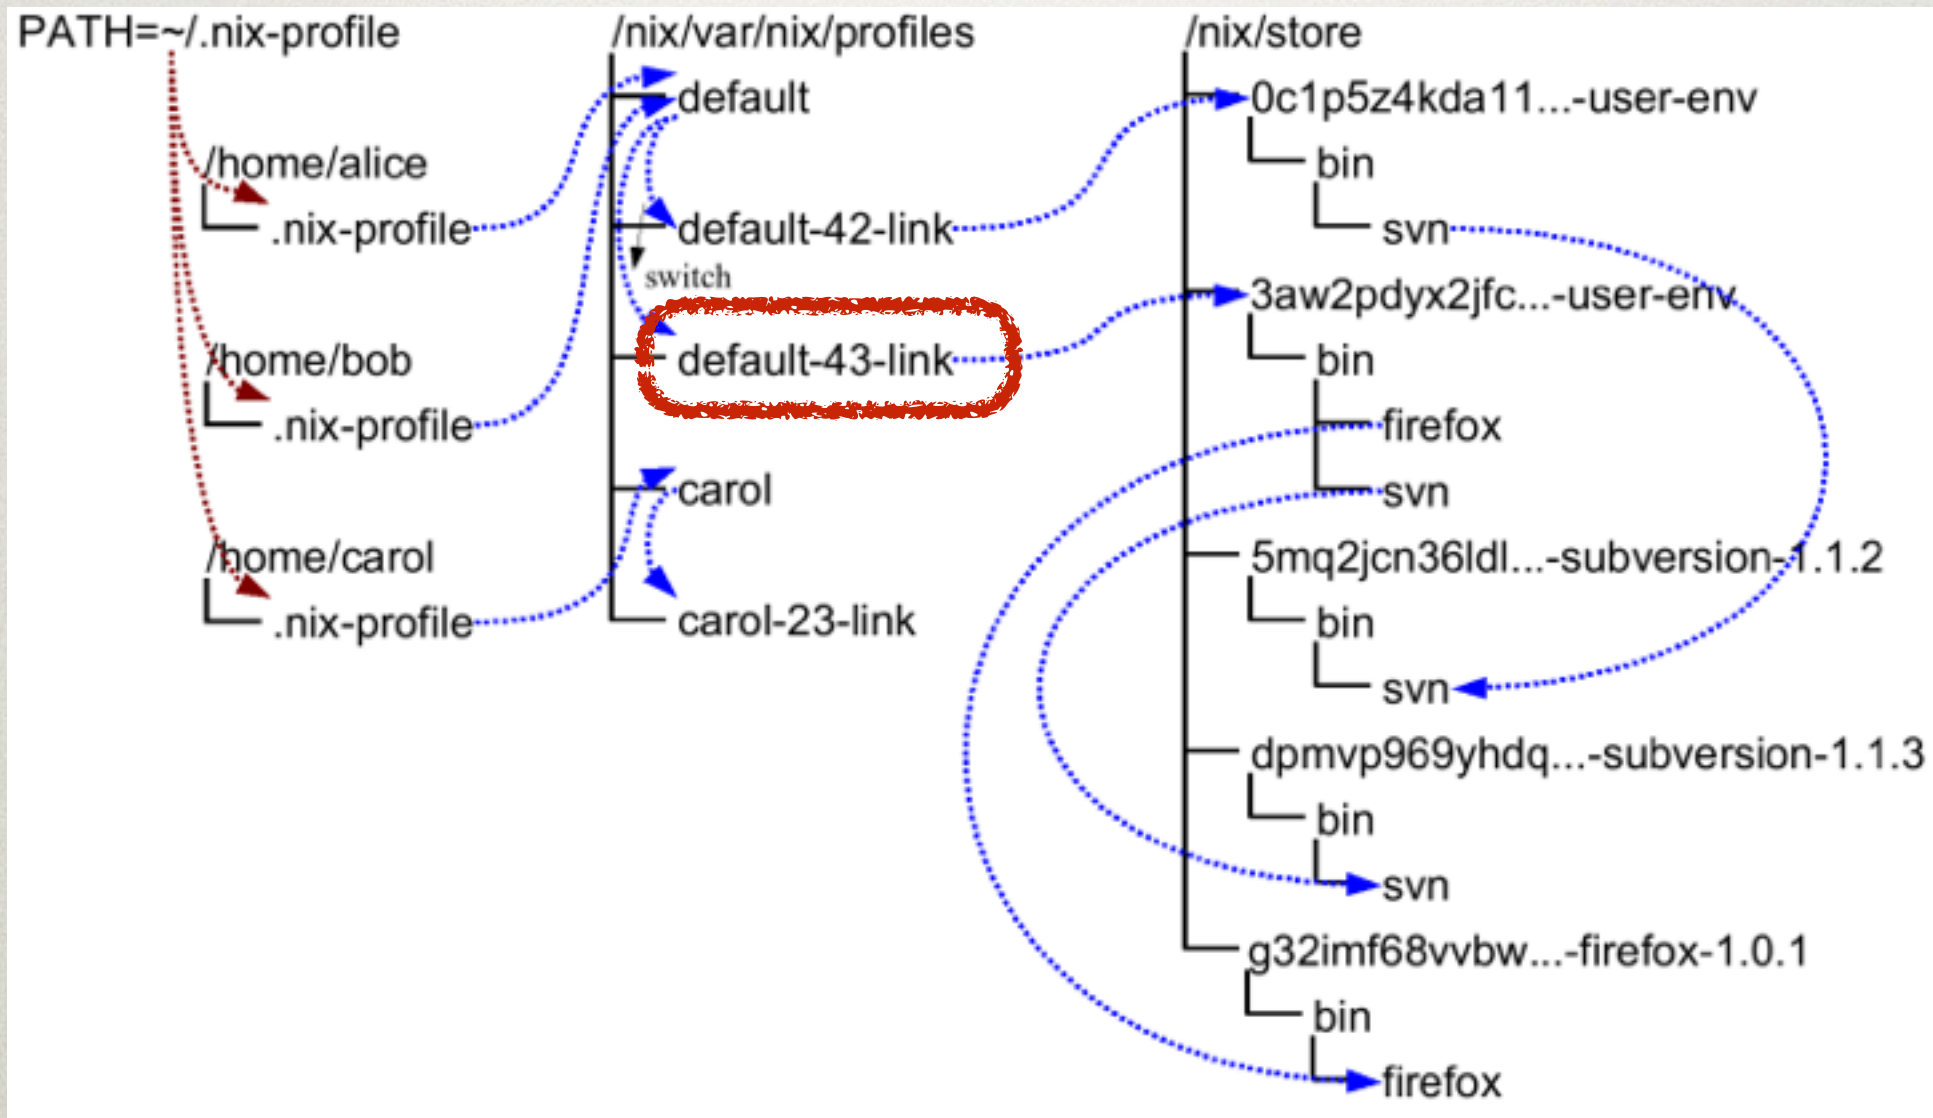 PATH=~/.nix-profile
/home/alice
.nix-profile
/home/bob
.nix-profile
/home/carol
.nix-profile
/nix/var/nix/profiles
default
default-42-link
switch
default-43-link
carol
carol-23-link
/nix/store
0c1p5z4kda11...-user-env
bin
svn
3aw2pdyx2jfc...-user-env
bin
firefox
svn
5mq2jcn36ldl...-subversion-1.1.2
bin
svn
dpmvp969yhdq...-subversion-1.1.3
bin
svn
g32imf68vvbw...-firefox-1.0.1
bin
firefox